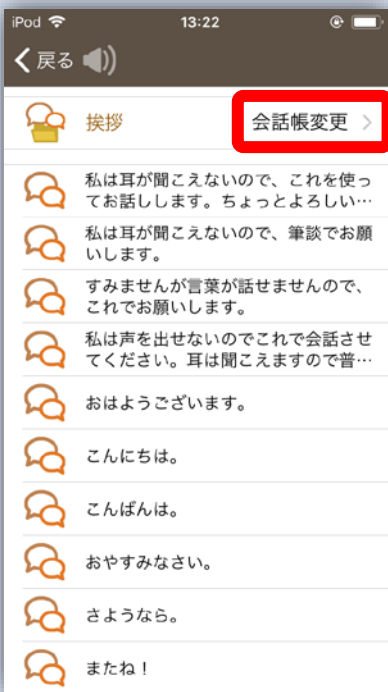 iPod 13:22
戻る
挨拶 会話帳変更
私は耳が聞こえないので、これを使っ
てお話しします。ちょっとよろしい…
私は耳が聞こえないので、筆談でお願
いします。
すみませんが言葉が話せませんので、
これでお願いします。
私は声を出せないのでこれで会話させ
てください。耳は聞こえますので普…
おはようございます。
こんにちは。
こんばんは。
おやすみなさい。
さようなら。
またね！